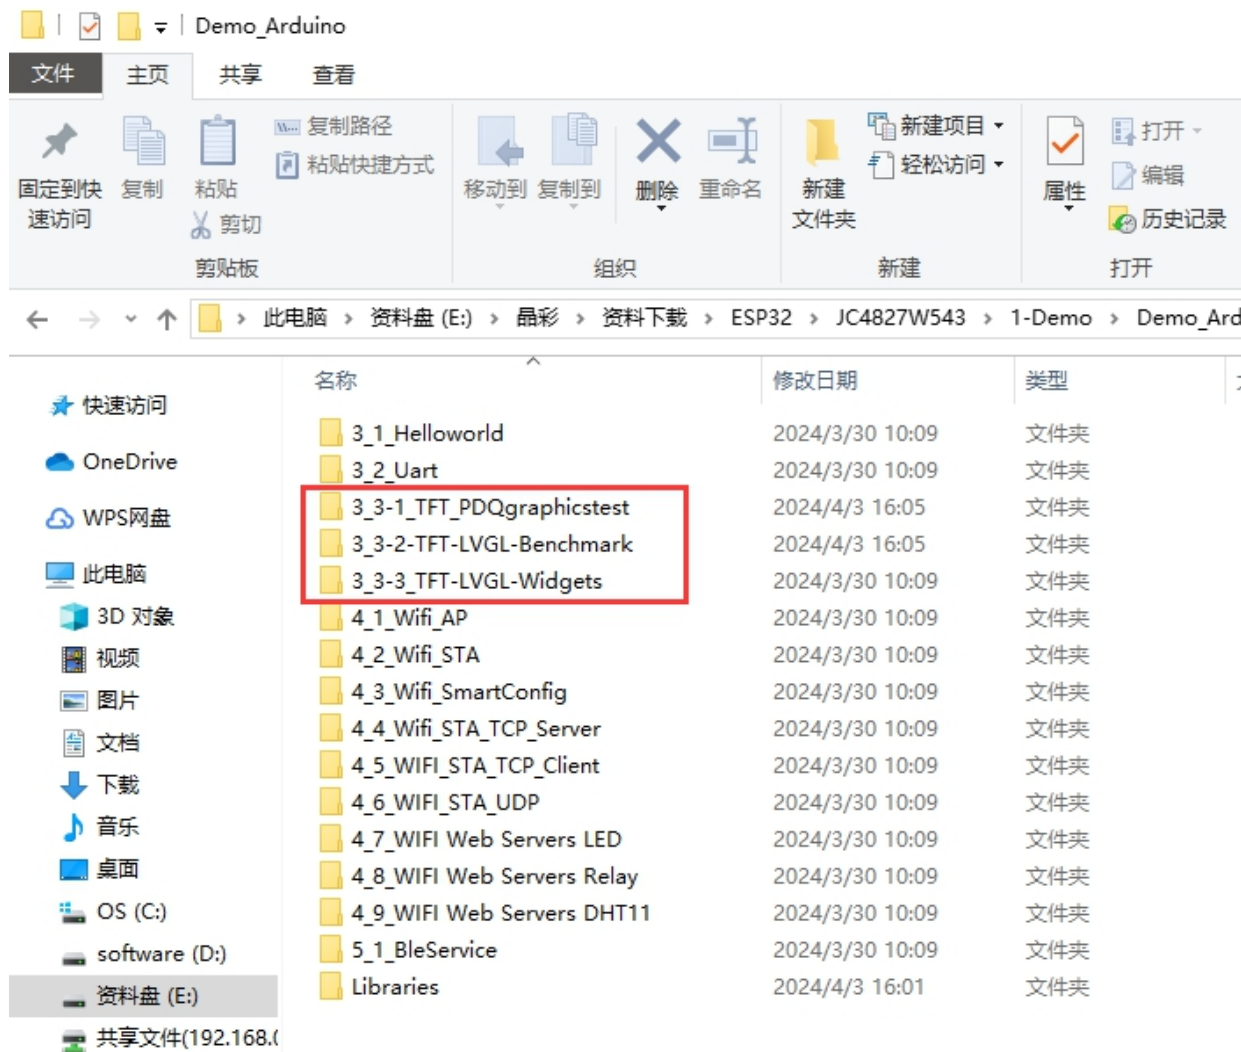 Demo_Arduino
文件 主页 共享 查看
固定到快速访问
复制
粘贴
复制路径
粘贴快捷方式
剪切
剪贴板
移动到
复制到
删除
重命名
组织
新建文件夹
新建项目
轻松访问
新建
属性
打开
编辑
历史记录
打开
此电脑 › 资料盘 (E:) › 晶彩 › 资料下载 › ESP32 › JC4827W543 › 1-Demo › Demo_Ard
名称 修改日期 类型
快速访问
OneDrive
WPS网盘
此电脑
3D 对象
视频
图片
文档
下载
音乐
桌面
OS (C:)
software (D:)
资料盘 (E:)
共享文件(192.168.
3_1_Helloworld 2024/3/30 10:09 文件夹
3_2_Uart 2024/3/30 10:09 文件夹
3_3-1_TFT_PDQgraphicstest 2024/4/3 16:05 文件夹
3_3-2-TFT-LVGL-Benchmark 2024/4/3 16:05 文件夹
3_3-3_TFT-LVGL-Widgets 2024/3/30 10:09 文件夹
4_1_Wifi_AP 2024/3/30 10:09 文件夹
4_2_Wifi_STA 2024/3/30 10:09 文件夹
4_3_Wifi_SmartConfig 2024/3/30 10:09 文件夹
4_4_Wifi_STA_TCP_Server 2024/3/30 10:09 文件夹
4_5_WIFI_STA_TCP_Client 2024/3/30 10:09 文件夹
4_6_WIFI_STA_UDP 2024/3/30 10:09 文件夹
4_7_WIFI Web Servers LED 2024/3/30 10:09 文件夹
4_8_WIFI Web Servers Relay 2024/3/30 10:09 文件夹
4_9_WIFI Web Servers DHT11 2024/3/30 10:09 文件夹
5_1_BleService 2024/3/30 10:09 文件夹
Libraries 2024/4/3 16:01 文件夹